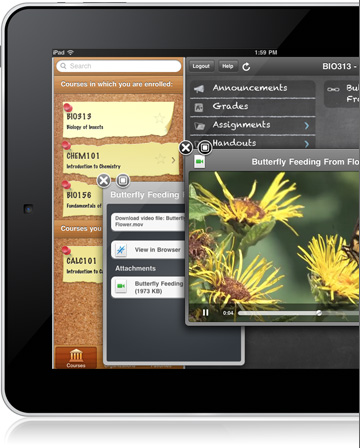 iPad
1:59 PM
Search
Logout
Help
BIO313 -
Courses in which you are enrolled:
Announcements
Grades
Assignments
Handouts
BIO313
Biology of Insects
CHEM101
Introduction to Chemistry
BIO156
Fundamentals of
Courses you
CALC101
Introduction to C
Courses
Butterfly Feeding
Download video file: Butterf
Flower.mov
View in Browser
Attachments
Butterfly Feeding
(1973 KB)
Butterfly Feeding From Flo
0:04